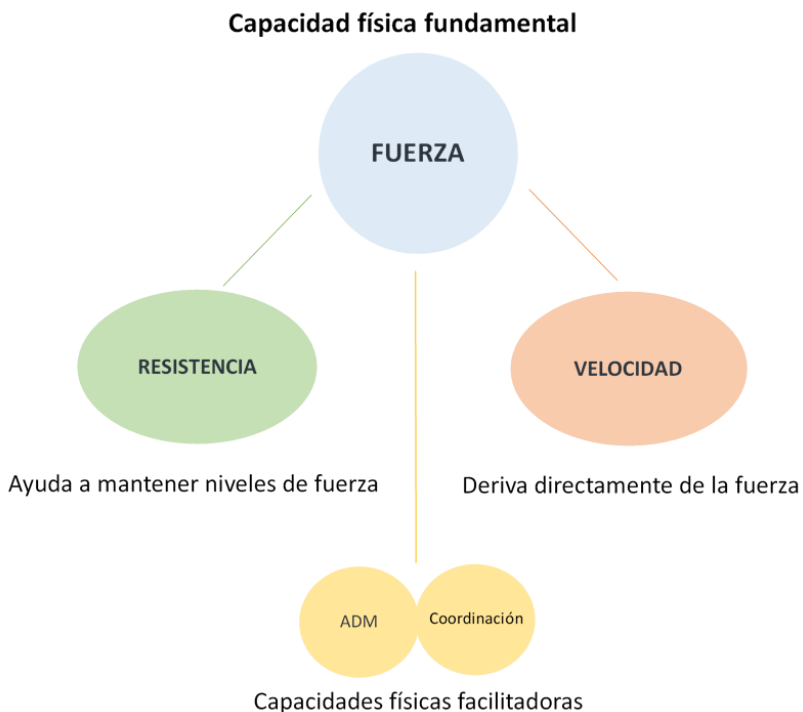 Capacidad física fundamental
FUERZA
RESISTENCIA
VELOCIDAD
Ayuda a mantener niveles de fuerza
Deriva directamente de la fuerza
ADM
Coordinación
Capacidades físicas facilitadoras